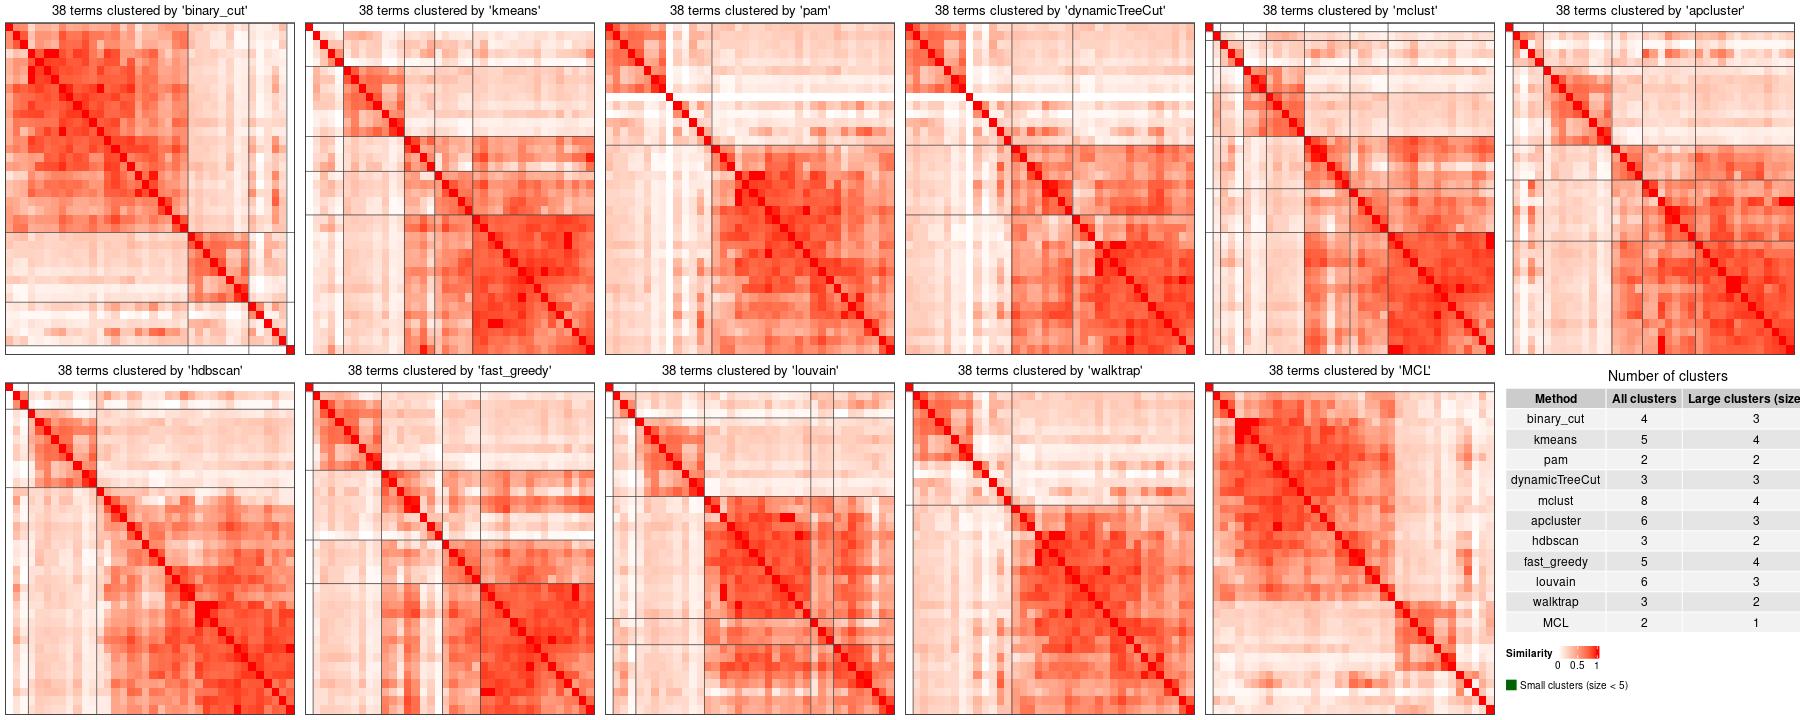 38 terms clustered by 'binary_cut'
38 terms clustered by 'kmeans'
38 terms clustered by 'pam'
38 terms clustered by 'dynamicTreeCut'
38 terms clustered by 'mclust'
38 terms clustered by 'apcluster'
38 terms clustered by 'hdbscan'
38 terms clustered by 'fast_greedy'
38 terms clustered by 'louvain'
38 terms clustered by 'walktrap'
38 terms clustered by 'MCL'
Number of clusters
Method All clusters Large clusters (size
binary_cut 4 3
kmeans 5 4
pam 2 2
dynamicTreeCut 3 3
mclust 8 4
apcluster 6 3
hdbscan 3 2
fast_greedy 5 4
louvain 6 3
walktrap 3 2
MCL 2 1
Similarity
0 0.5 1
Small clusters (size < 5)